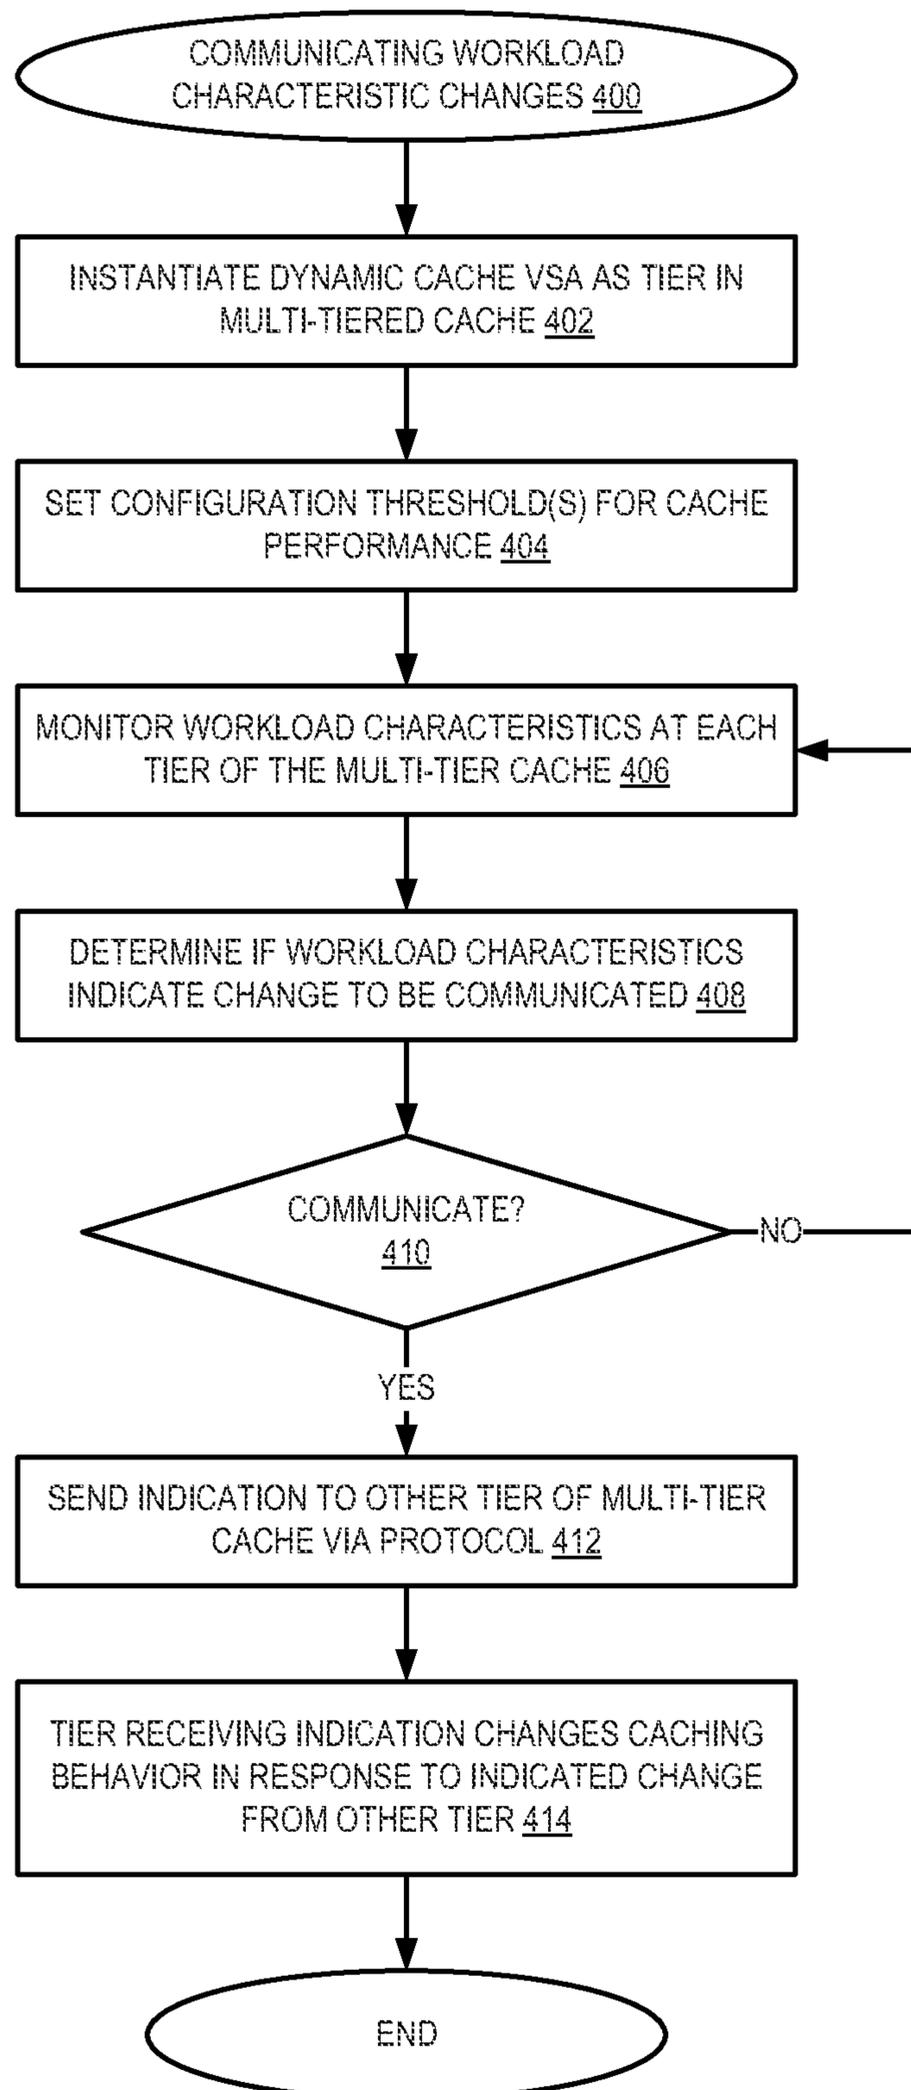 COMMUNICATING WORKLOAD
CHARACTERISTIC CHANGES 400
INSTANTIATE DYNAMIC CACHE VSA AS TIER IN
MULTI-TIERED CACHE 402
SET CONFIGURATION THRESHOLD(S) FOR CACHE
PERFORMANCE 404
MONITOR WORKLOAD CHARACTERISTICS AT EACH
TIER OF THE MULTI-TIER CACHE 406
DETERMINE IF WORKLOAD CHARACTERISTICS
INDICATE CHANGE TO BE COMMUNICATED 408
COMMUNICATE?
410
NO
YES
SEND INDICATION TO OTHER TIER OF MULTI-TIER
CACHE VIA PROTOCOL 412
TIER RECEIVING INDICATION CHANGES CACHING
BEHAVIOR IN RESPONSE TO INDICATED CHANGE
FROM OTHER TIER 414
END